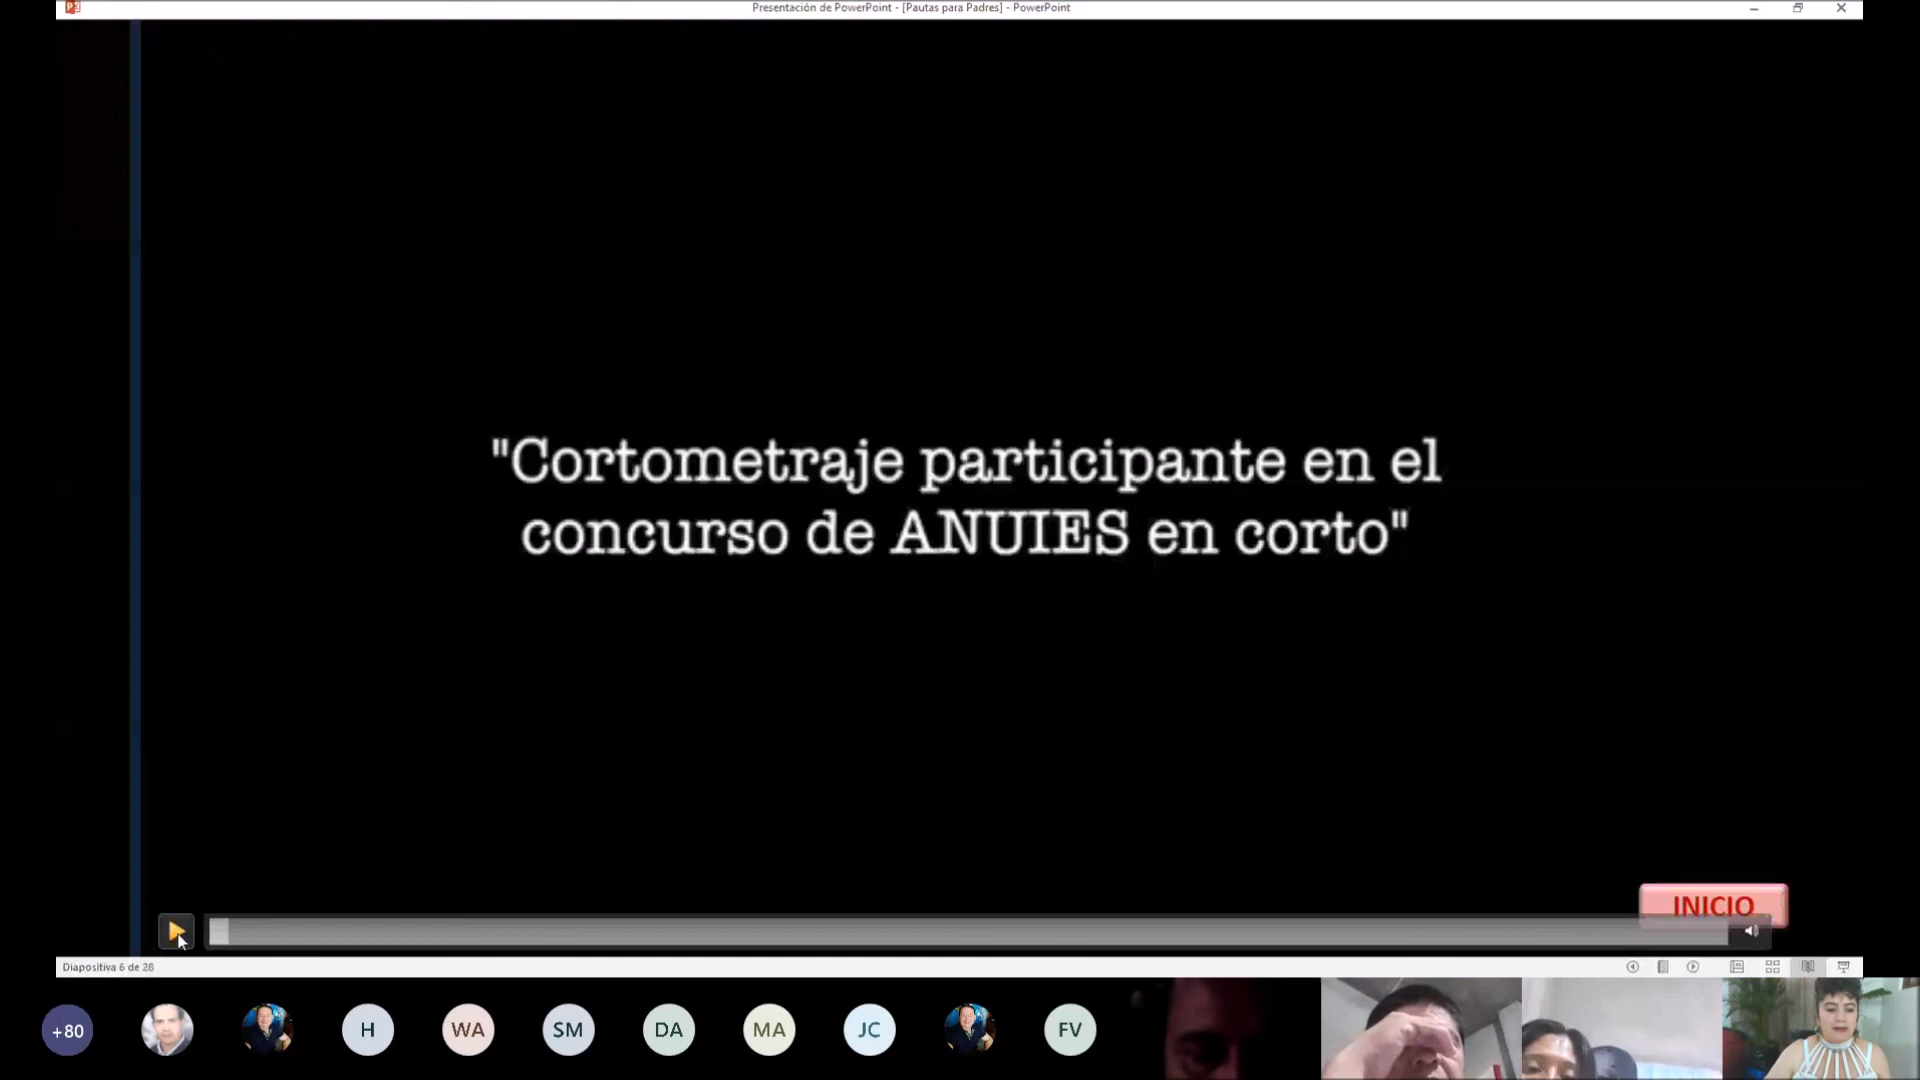 Presentación de PowerPoint - [Pautas para Padres] - PowerPoint
"Cortometraje participante en el
concurso de ANUIES en corto"
INICIO
Diapositiva 6 de 28
+80
H
WA
SM
DA
MA
JC
FV